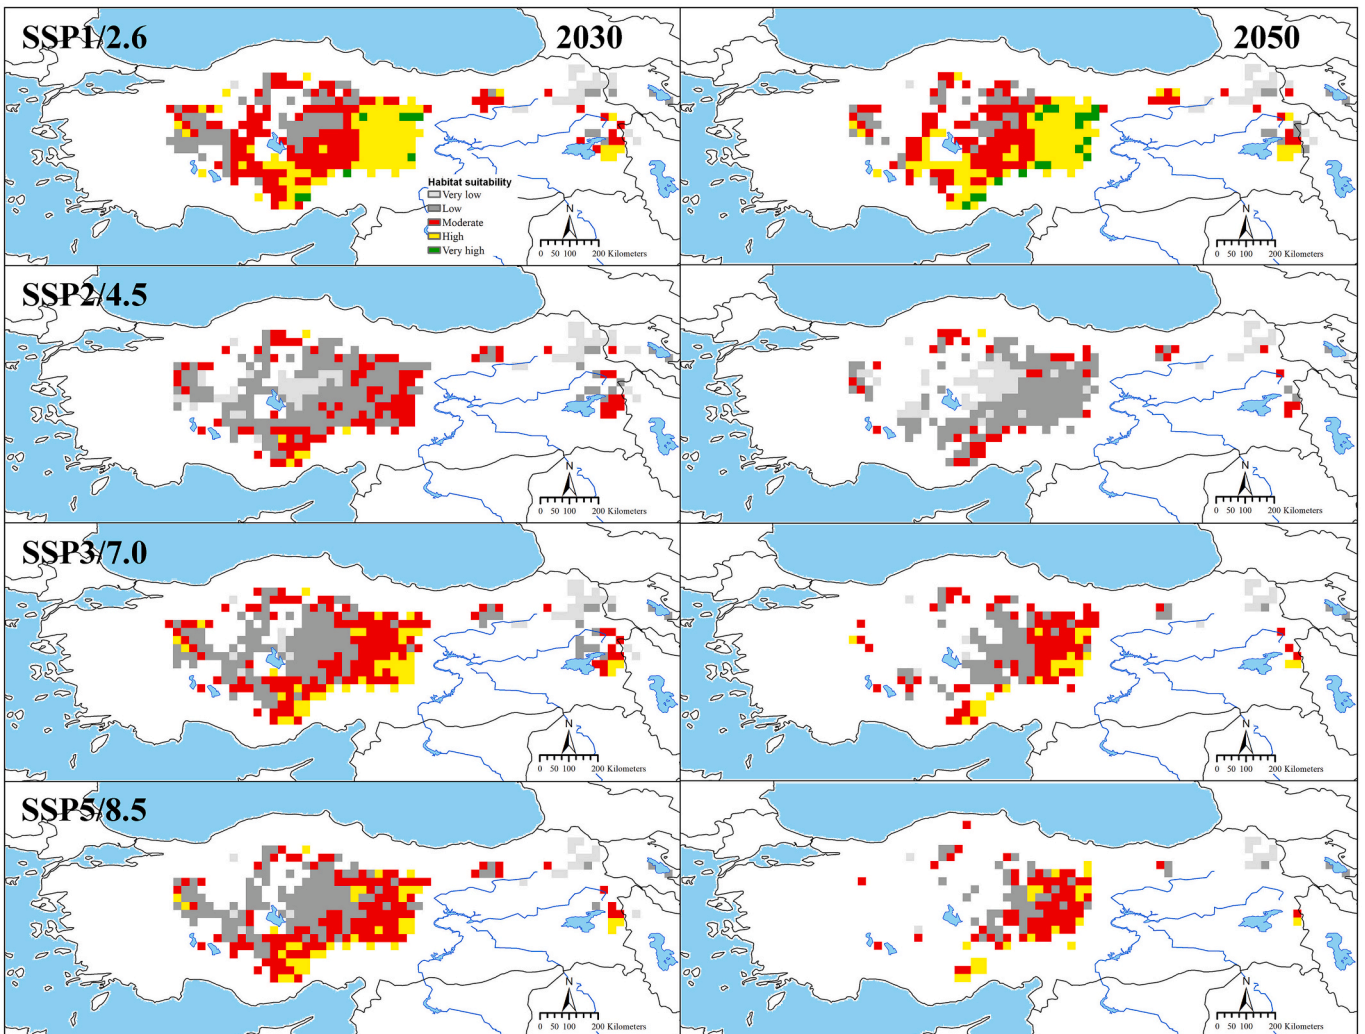 SSP1/2.6
2030
2050
Habitat suitability
Very low
Low
Moderate
High
Very high
N
0 50 100 200 Kilometers
N
0 50 100 200 Kilometers
SSP2/4.5
N
0 50 100 200 Kilometers
N
0 50 100 200 Kilometers
SSP3/7.0
N
0 50 100 200 Kilometers
N
0 50 100 200 Kilometers
SSP5/8.5
N
0 50 100 200 Kilometers
N
0 50 100 200 Kilometers